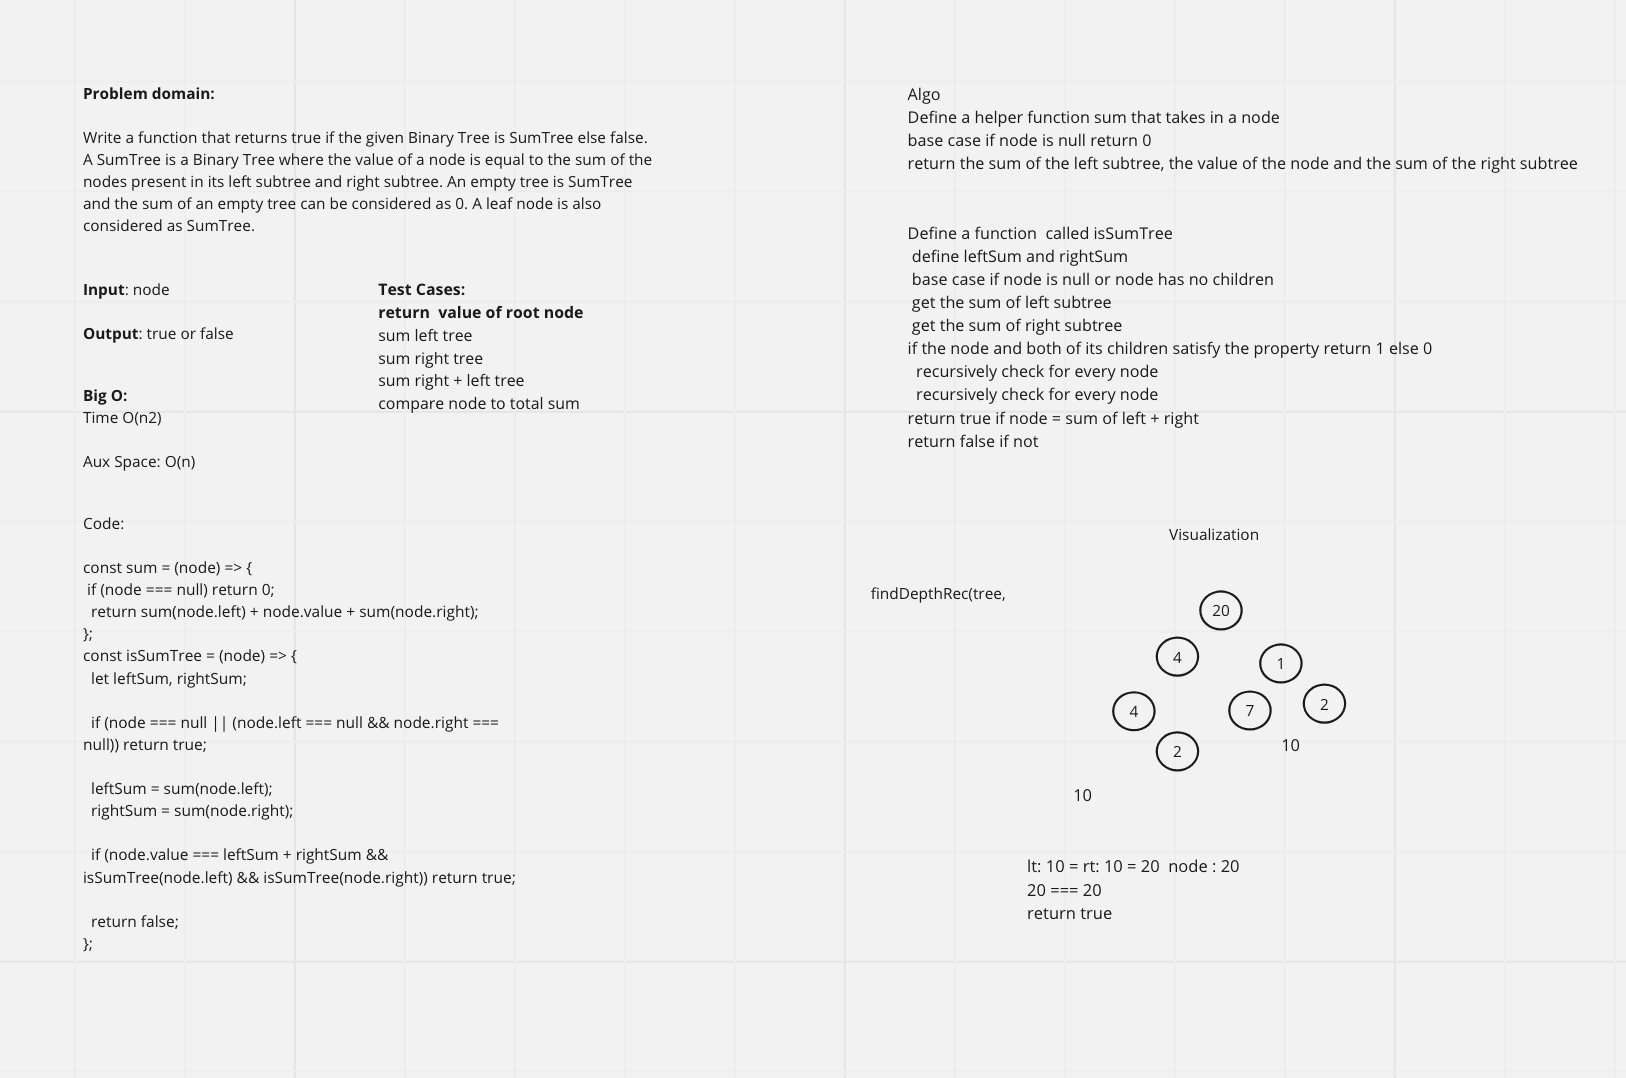 Problem domain:
Write a function that returns true if the given Binary Tree is SumTree else false.
A SumTree is a Binary Tree where the value of a node is equal to the sum of the
nodes present in its left subtree and right subtree. An empty tree is SumTree
and the sum of an empty tree can be considered as 0. A leaf node is also
considered as SumTree.
Input: node
Output: true or false
Big O:
Time O(n2)
Aux Space: O(n)
Test Cases:
return  value of root node
sum left tree
sum right tree
sum right + left tree
compare node to total sum
Code:
const sum = (node) => {
 if (node === null) return 0;
  return sum(node.left) + node.value + sum(node.right);
};
const isSumTree = (node) => {
  let leftSum, rightSum;
  if (node === null || (node.left === null && node.right ===
null)) return true;
  leftSum = sum(node.left);
  rightSum = sum(node.right);
  if (node.value === leftSum + rightSum &&
isSumTree(node.left) && isSumTree(node.right)) return true;
  return false;
};
Algo
Define a helper function sum that takes in a node
base case if node is null return 0
return the sum of the left subtree, the value of the node and the sum of the right subtree
Define a function  called isSumTree
 define leftSum and rightSum
 base case if node is null or node has no children
 get the sum of left subtree
 get the sum of right subtree
if the node and both of its children satisfy the property return 1 else 0
  recursively check for every node
  recursively check for every node
return true if node = sum of left + right
return false if not
Visualization
findDepthRec(tree,
20
4
1
4
7
2
2
10
10
lt: 10 = rt: 10 = 20  node : 20
20 === 20
return true